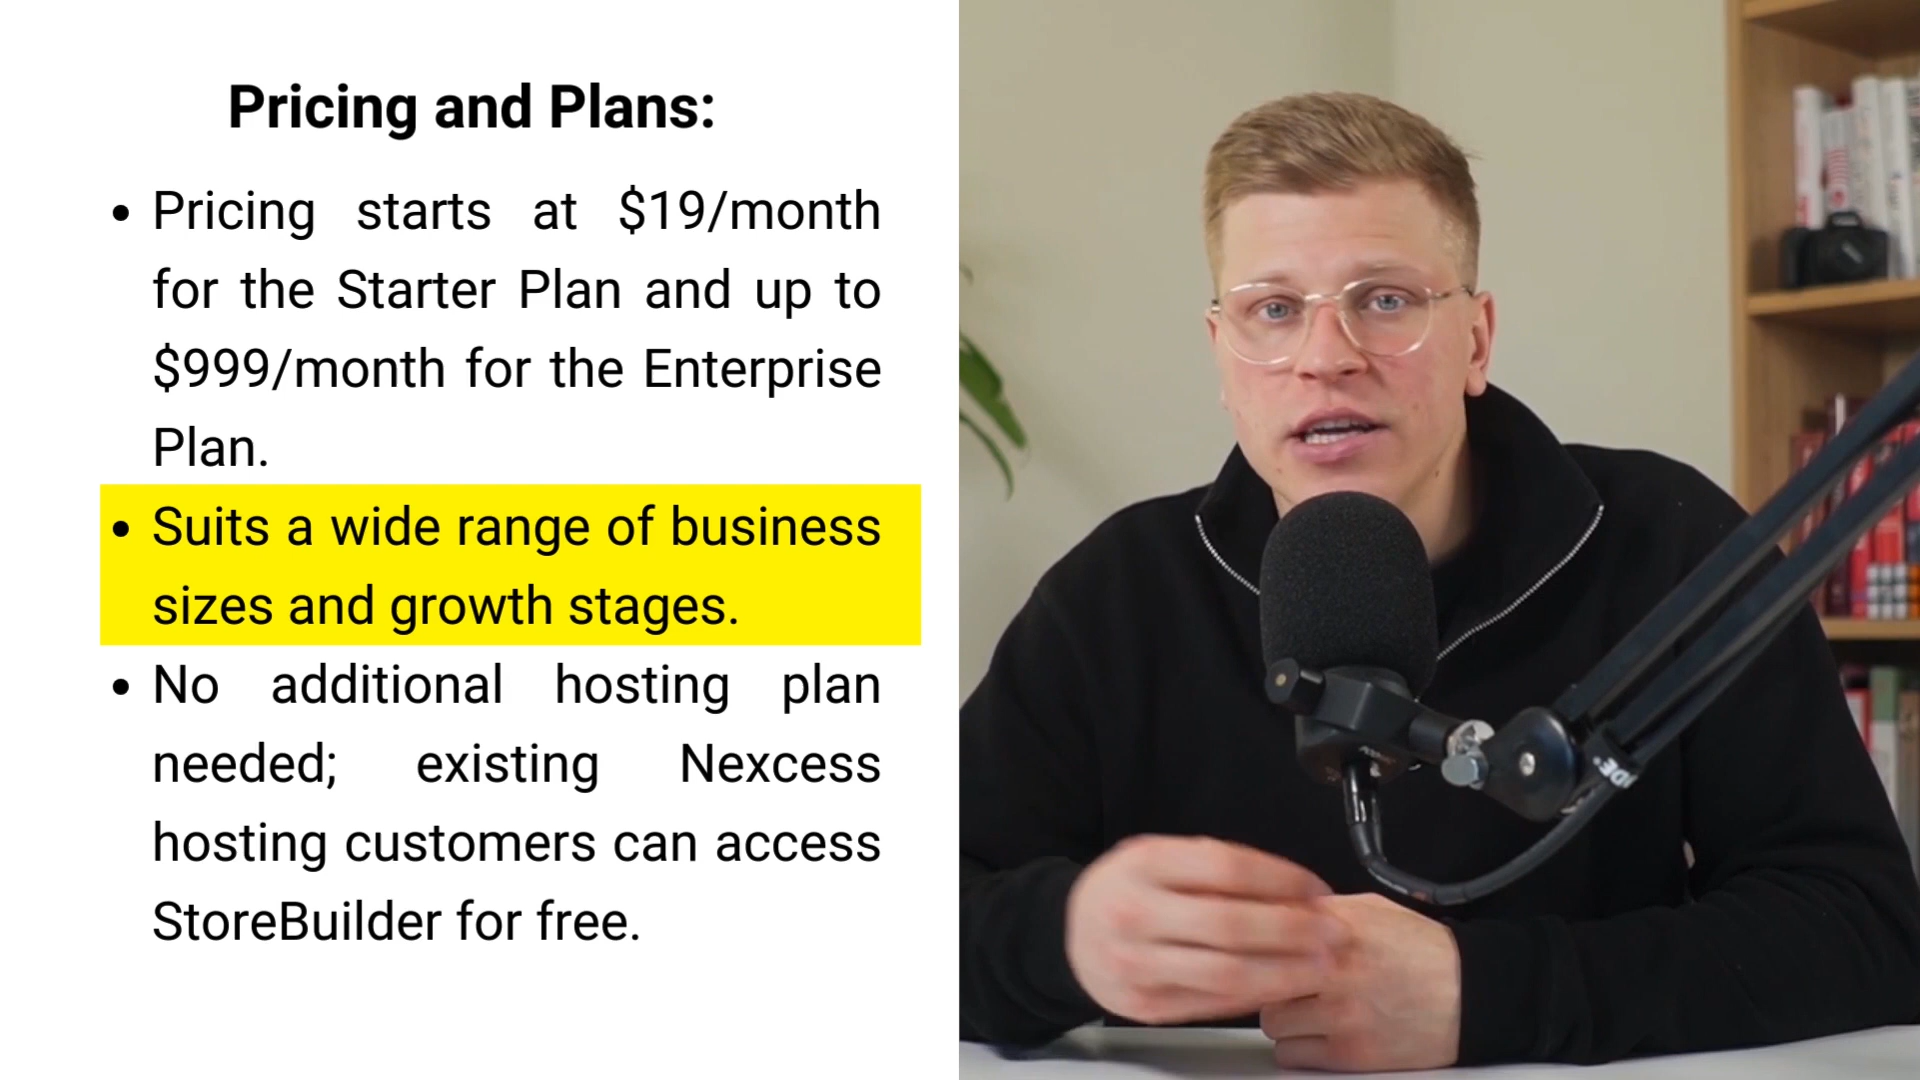 Pricing and Plans:
• Pricing starts at $19/month
for the Starter Plan and up to
$999/month for the Enterprise
Plan.
• Suits a wide range of business
sizes and growth stages.
• No additional hosting plan
needed; existing Nexcess
hosting customers can access
StoreBuilder for free.